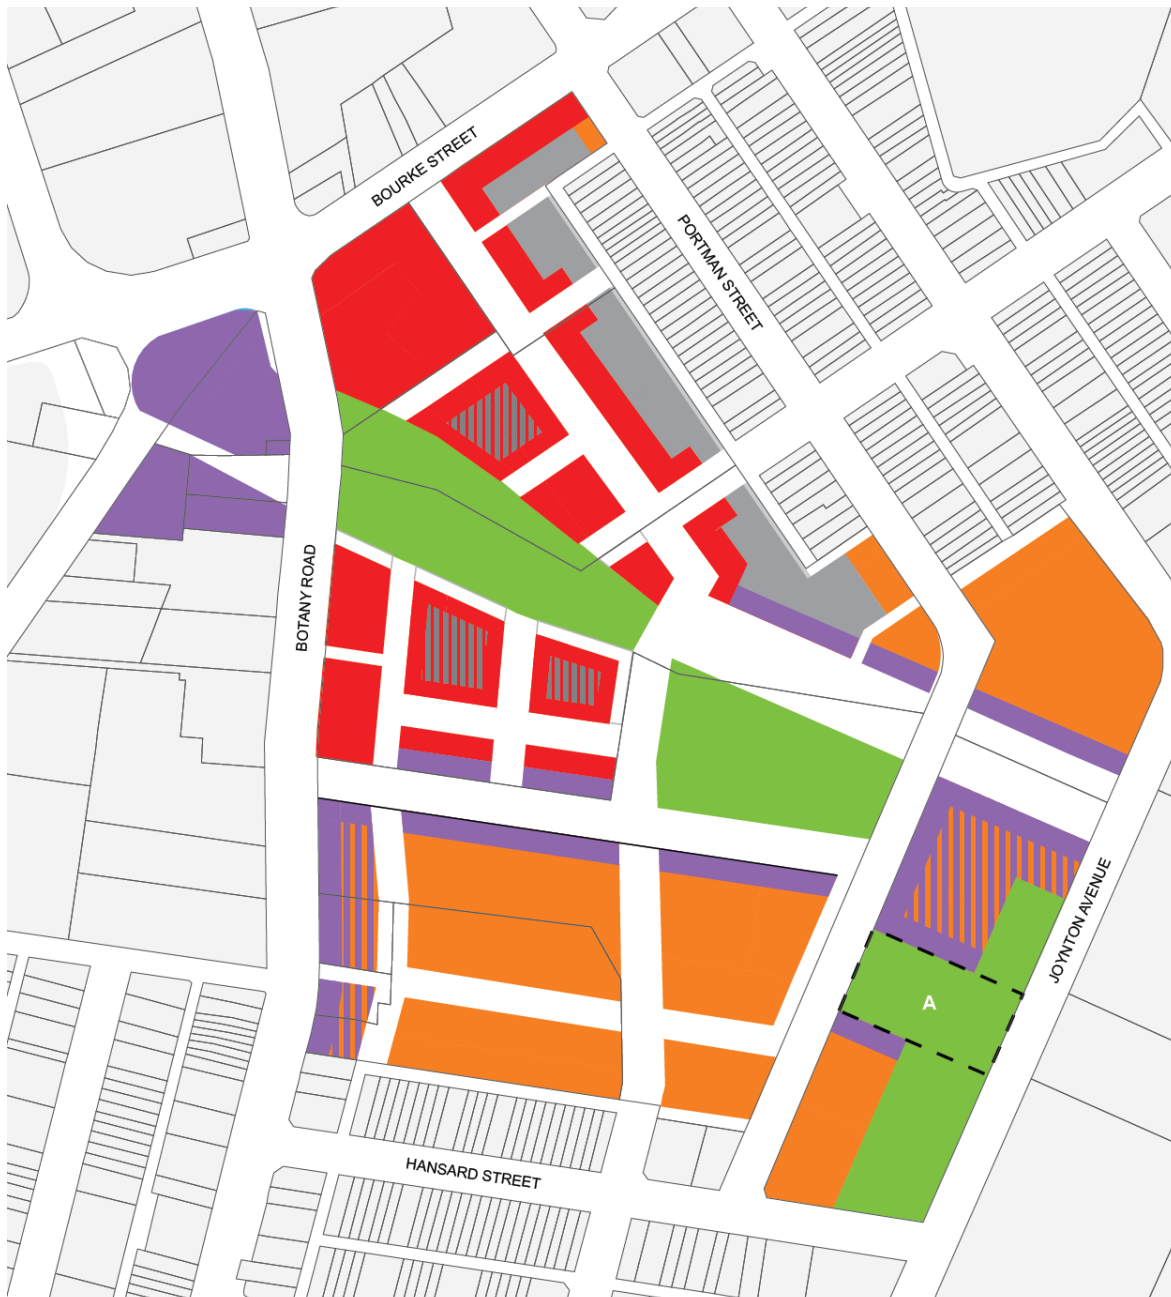 BOURKE STREET
PORTMAN STREET
BOTANY ROAD
JOYNTON AVENUE
A
HANSARD STREET